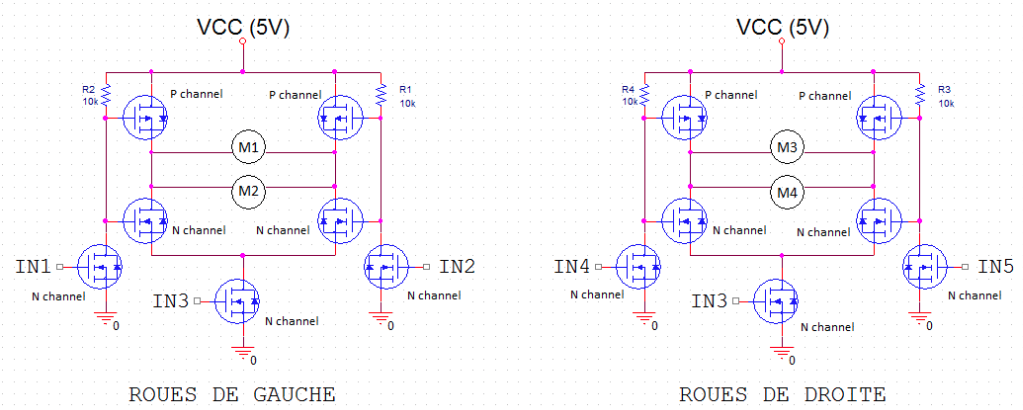 VCC (5V)
VCC (5V)
R2
10k
P channel
P channel
R1
10k
R4
10k
P channel
P channel
R3
10k
M1
M3
M2
M4
N channel
N channel
N channel
N channel
IN1
IN2
IN4
IN5
N channel
IN3
N channel
N channel
IN3
N channel
N channel
N channel
0
0
0
0
0
0
ROUES DE GAUCHE
ROUES DE DROITE